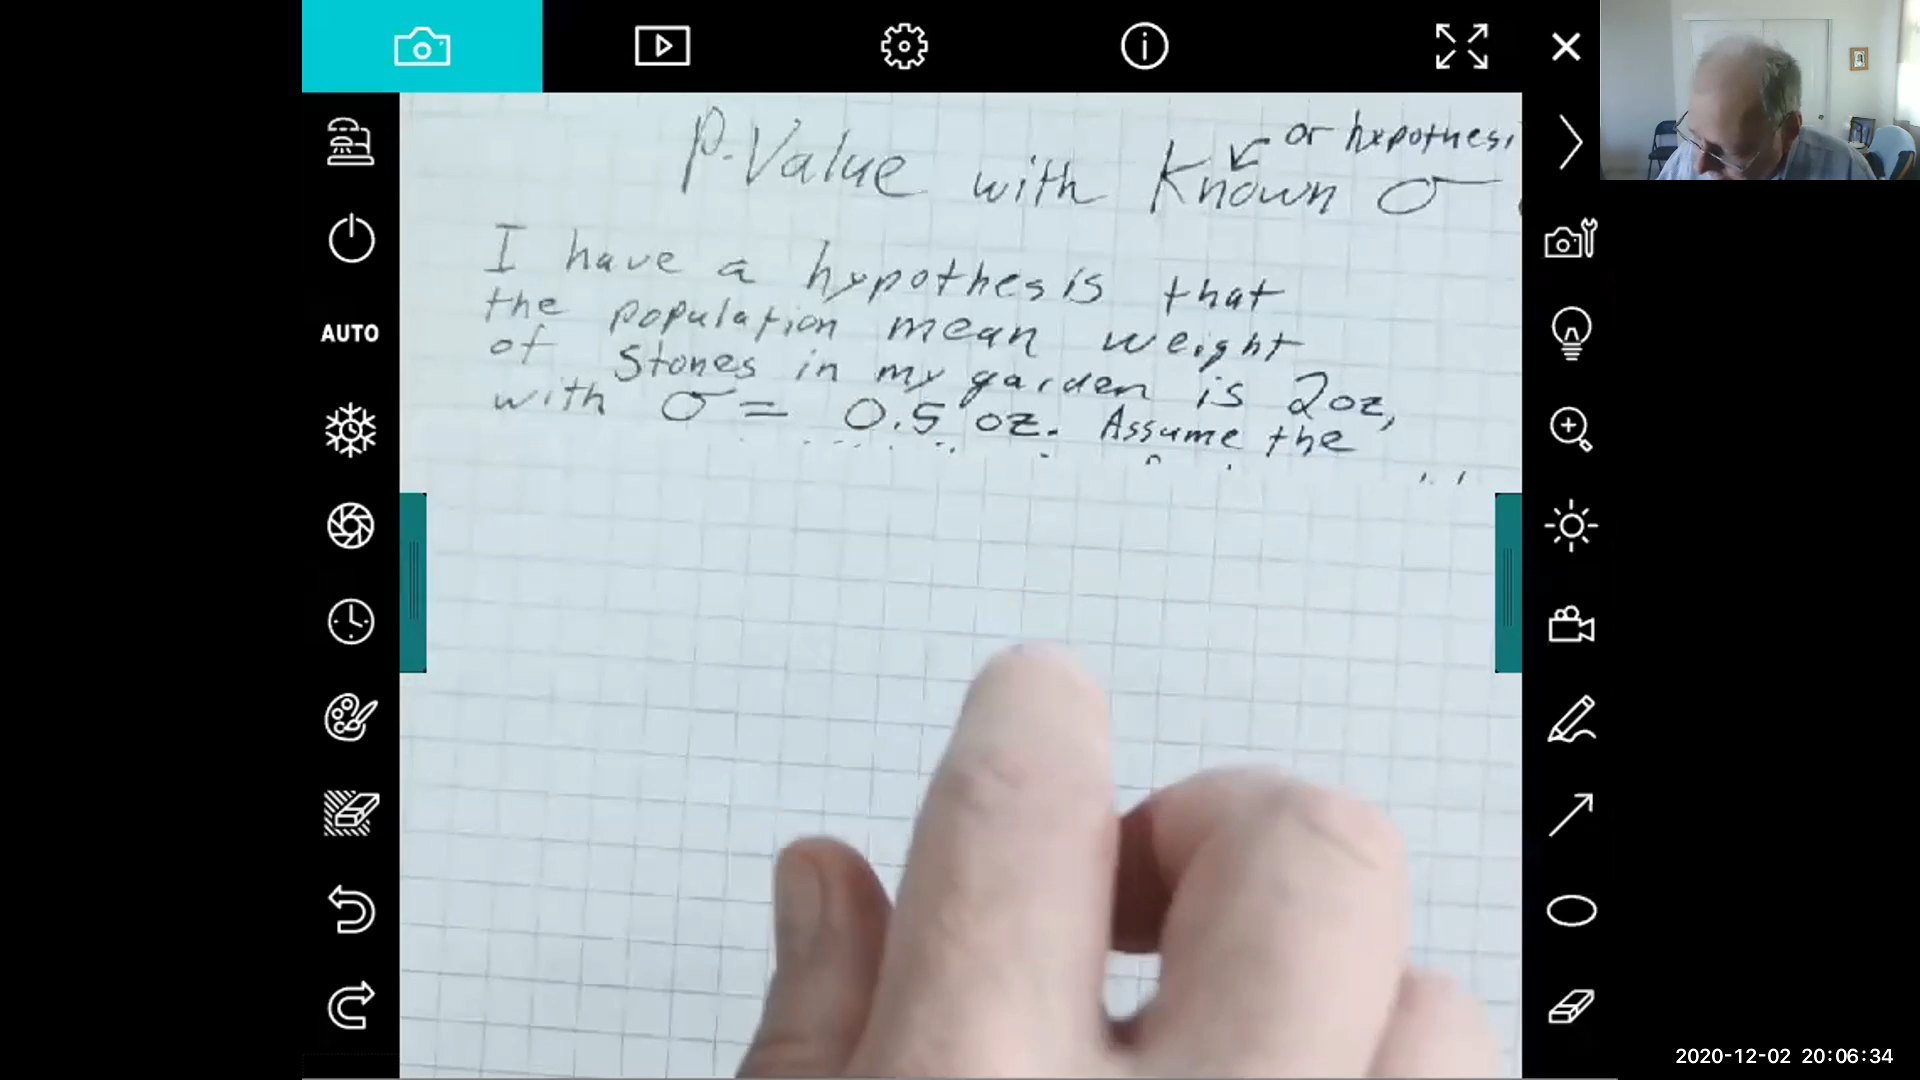 AUTO
P-Value with Known σ
or hypothesi
I have a hypothesis that
the population mean weight
of stones in my garden is 2oz,
with σ = 0.5 oz. Assume the
2020-12-02 20:06:34